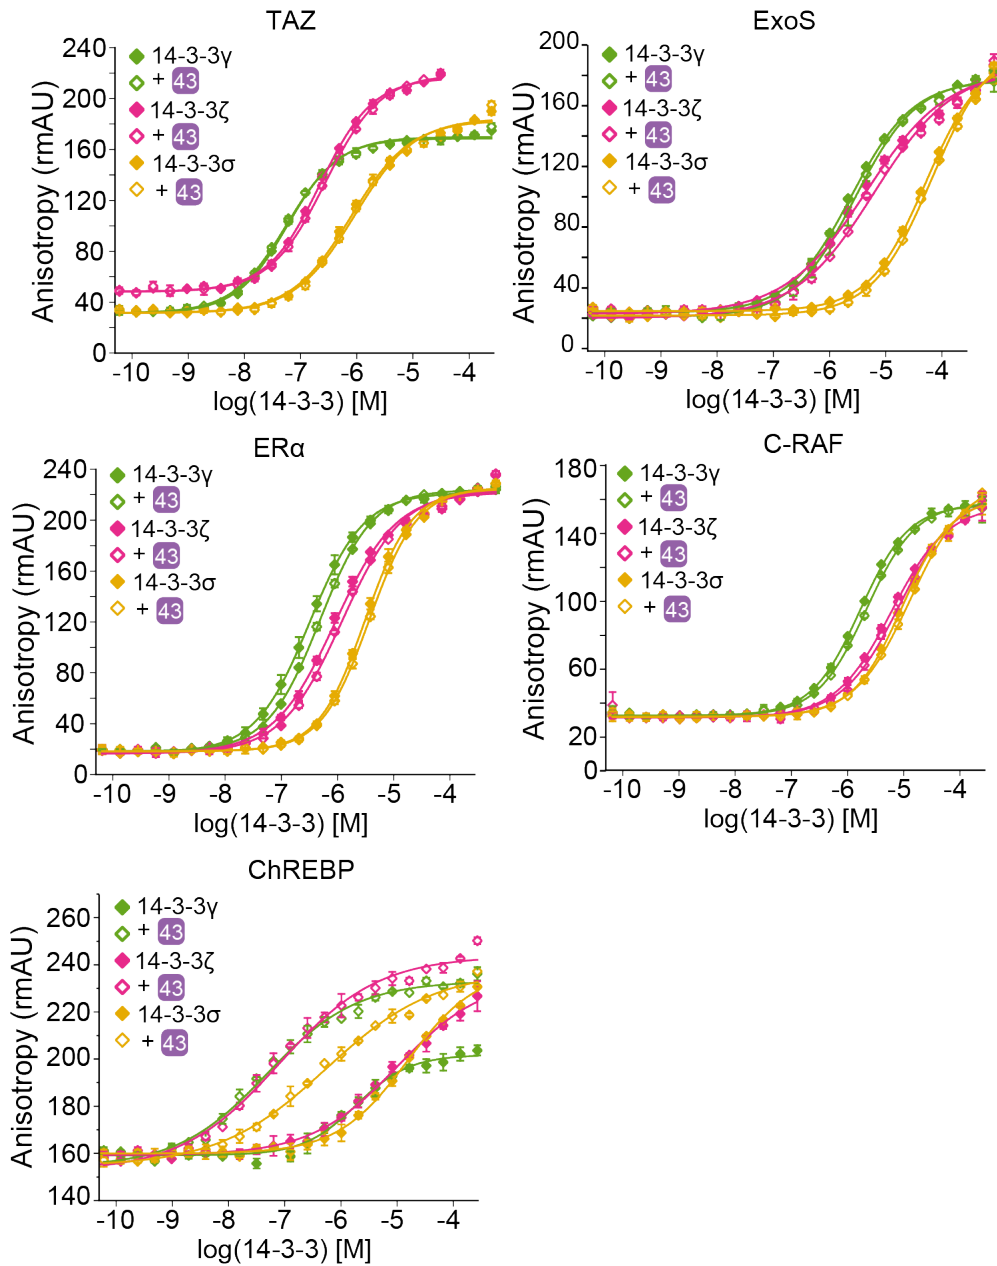 TAZ
240
200
160
120
80
40
0
Anisotropy (rmAU)
14-3-3γ
+ 43
14-3-3ζ
+ 43
14-3-3σ
+ 43
-10 -9 -8 -7 -6 -5 -4
log(14-3-3) [M]
ExoS
200
160
120
80
40
0
Anisotropy (rmAU)
14-3-3γ
+ 43
14-3-3ζ
+ 43
14-3-3σ
+ 43
-10 -9 -8 -7 -6 -5 -4
log(14-3-3) [M]
ERα
240
200
160
120
80
40
0
Anisotropy (rmAU)
14-3-3γ
+ 43
14-3-3ζ
+ 43
14-3-3σ
+ 43
-10 -9 -8 -7 -6 -5 -4
log(14-3-3) [M]
C-RAF
180
140
100
60
20
0
Anisotropy (rmAU)
14-3-3γ
+ 43
14-3-3ζ
+ 43
14-3-3σ
+ 43
-10 -9 -8 -7 -6 -5 -4
log(14-3-3) [M]
ChREBP
260
240
220
200
180
160
140
Anisotropy (rmAU)
14-3-3γ
+ 43
14-3-3ζ
+ 43
14-3-3σ
+ 43
-10 -9 -8 -7 -6 -5 -4
log(14-3-3) [M]